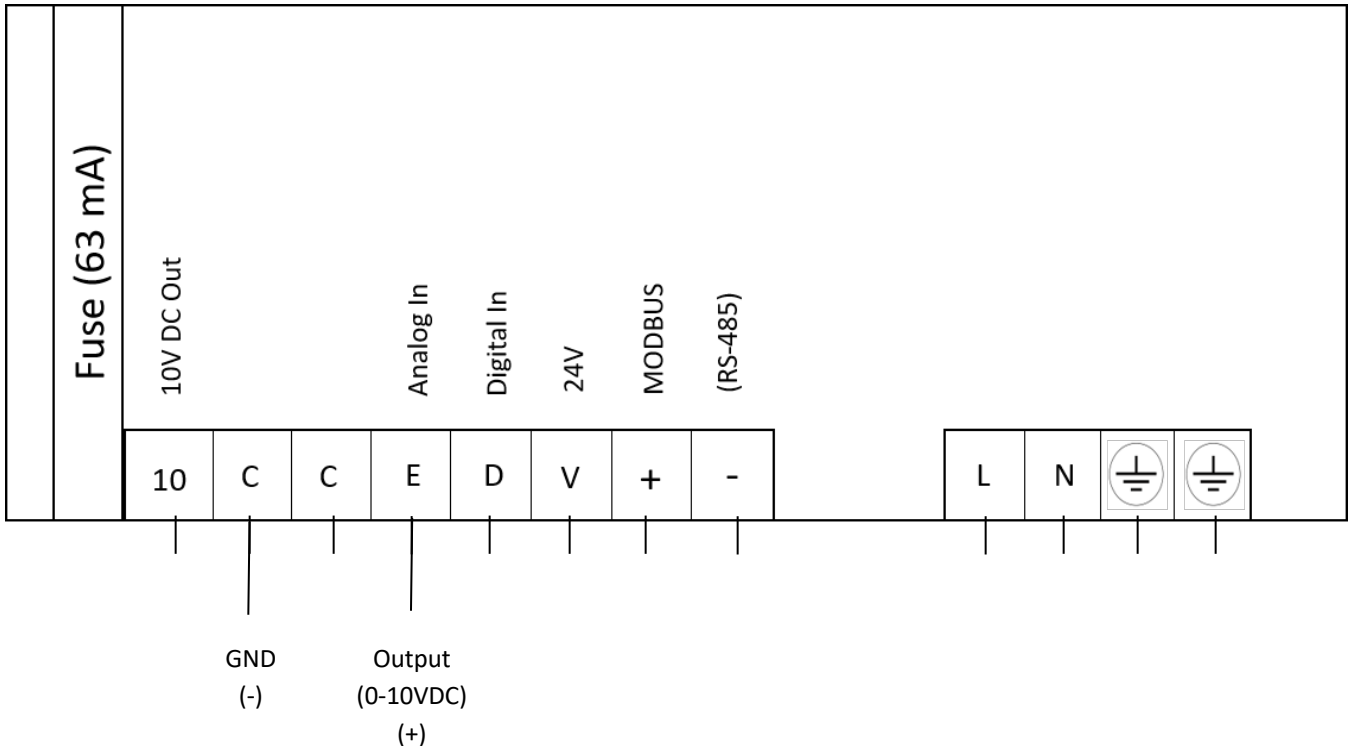 Fuse (63 mA)
10V DC Out
Analog In
Digital In
24V
MODBUS
(RS-485)
10 C C E D V + -
L N
GND
(-)
Output
(0-10VDC)
(+)